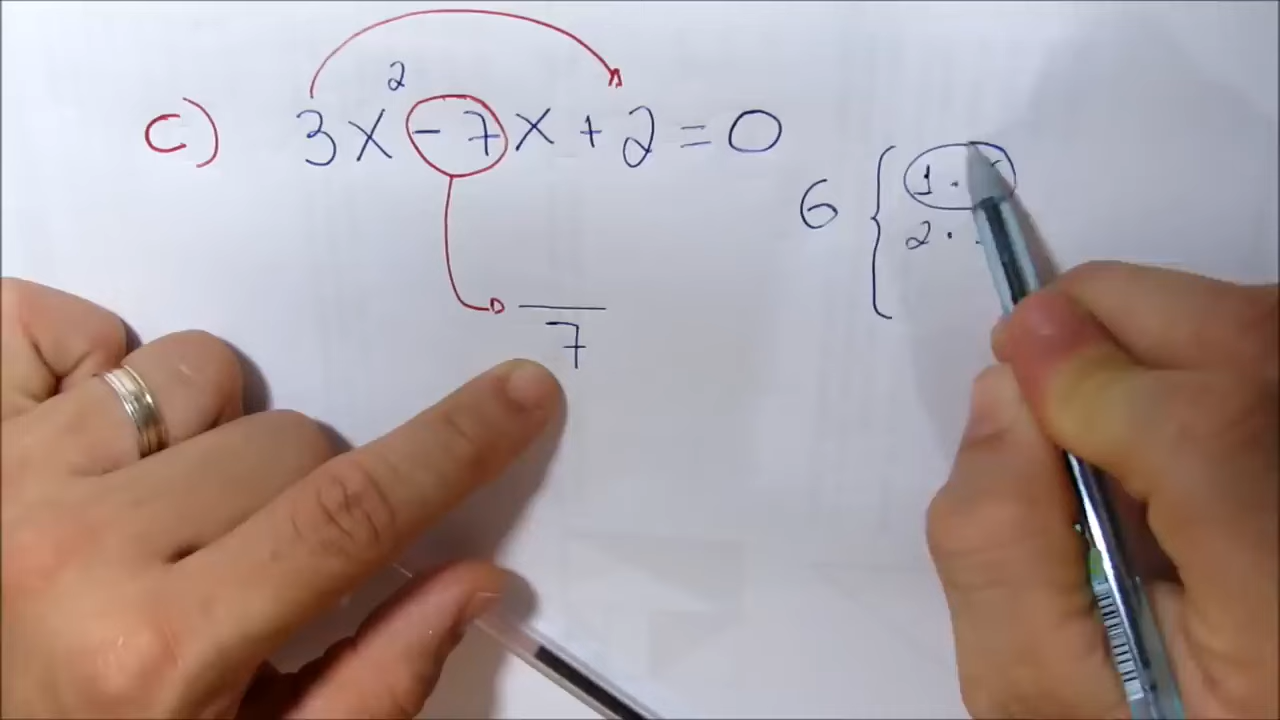 c) 3x² - 7x + 2 = 0
7
6 { 1 ·
2 ·